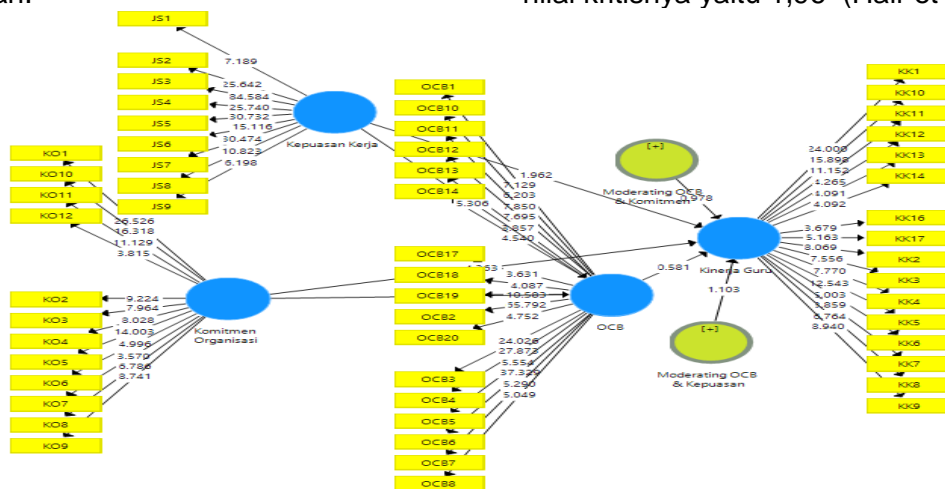 an.
nilai kritisnya yaitu 1,96 (Hair et
JS1
JS2
JS3
JS4
JS5
JS6
JS7
JS8
JS9
7.189
25.642
84.584
25.740
30.732
15.116
30.474
10.823
6.198
Kepuasan Kerja
KO1
KO10
KO11
KO12
26.526
16.318
11.129
3.815
KO2
KO3
KO4
KO5
KO6
KO7
KO8
KO9
9.224
7.964
8.028
14.003
4.996
3.570
6.786
8.741
Komitmen
Organisasi
OCB1
OCB10
OCB11
OCB12
OCB13
OCB14
5.306
7.129
6.203
7.850
7.695
3.857
4.540
1.962
OCB17
OCB18
OCB19
OCB2
OCB20
3.631
4.087
10.583
35.792
4.752
OCB
OCB3
OCB4
OCB5
OCB6
OCB7
OCB8
24.026
27.873
5.554
37.329
5.290
5.049
[+]
Moderating OCB
& Komitmen
0.978
Kinerja Guru
0.581
1.103
[+]
Moderating OCB
& Kepuasan
KK1
KK10
KK11
KK12
KK13
KK14
24.000
15.898
11.152
4.265
4.091
4.092
KK16
KK17
KK2
KK3
KK4
KK5
KK6
KK7
KK8
KK9
3.679
5.163
8.069
7.556
7.770
12.543
3.859
6.764
8.940